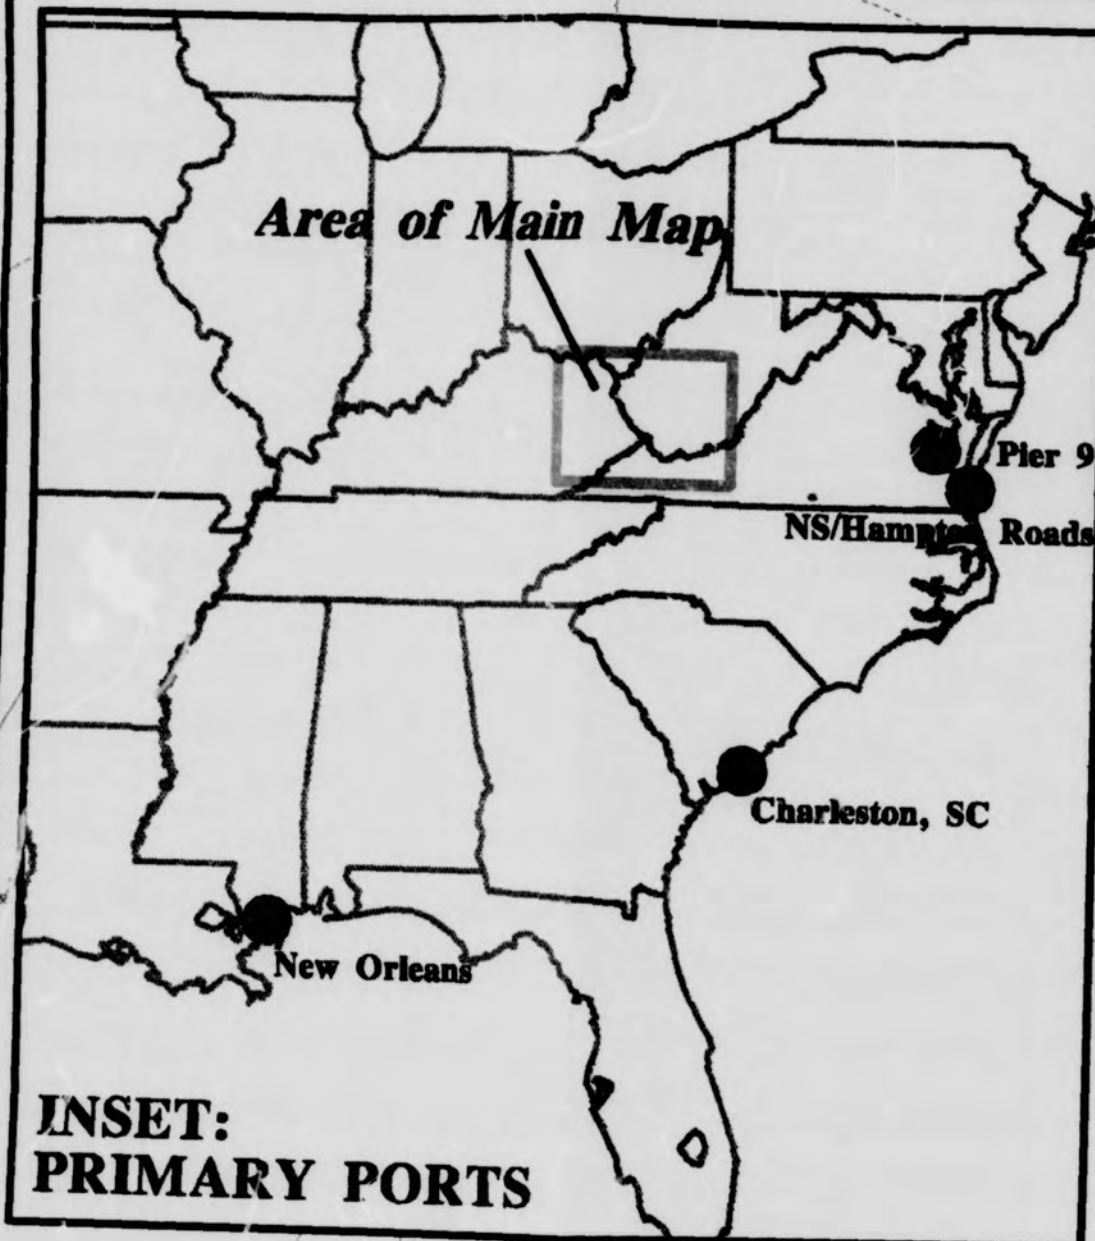 Area of Main Map
Pier 9
NS/Hampton Roads
Charleston, SC
New Orleans
INSET:
PRIMARY PORTS